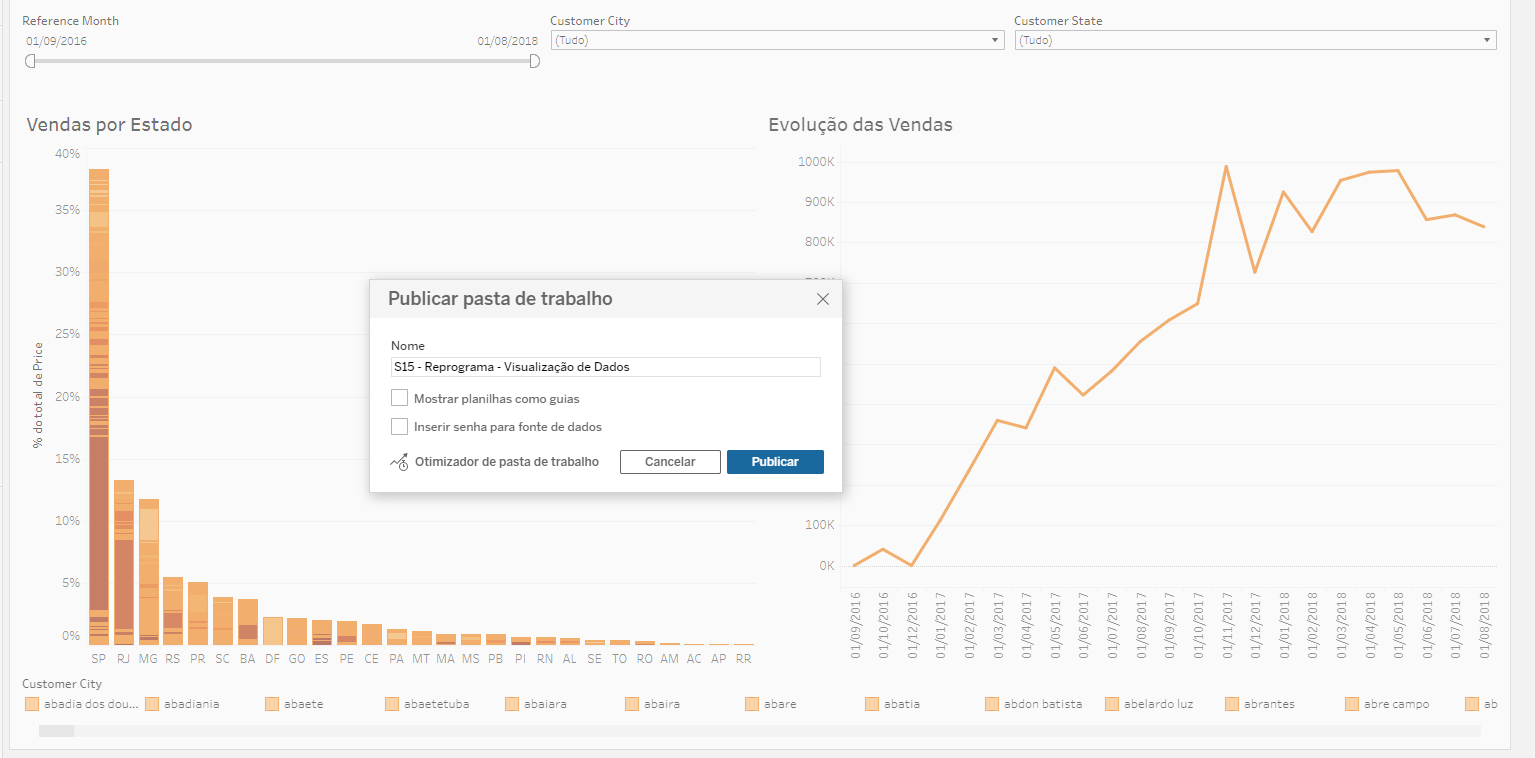 Reference Month
01/09/2016 01/08/2018
Customer City
(Tudo)
Customer State
(Tudo)
Vendas por Estado
40%
35%
30%
25%
20%
15%
10%
5%
0%
% do total de Price
SP RJ MG RS PR SC BA DF GO ES PE CE PA MT MA MS PB PI RN AL SE TO RO AM AC AP RR
Evolução das Vendas
1000K
900K
800K
100K
0K
01/09/2016 01/10/2016 01/12/2016 01/01/2017 01/02/2017 01/03/2017 01/04/2017 01/05/2017 01/06/2017 01/07/2017 01/08/2017 01/09/2017 01/10/2017 01/11/2017 01/12/2017 01/01/2018 01/02/2018 01/03/2018 01/04/2018 01/05/2018 01/06/2018 01/07/2018 01/08/2018
Publicar pasta de trabalho
Nome
S15 - Reprograma - Visualização de Dados
Mostrar planilhas como guias
Inserir senha para fonte de dados
Otimizador de pasta de trabalho Cancelar Publicar
Customer City
abadia dos dou... abadiania abaete abaetetuba abaiara abaira abare abatia abdon batista abelardo luz abrantes abre campo ab